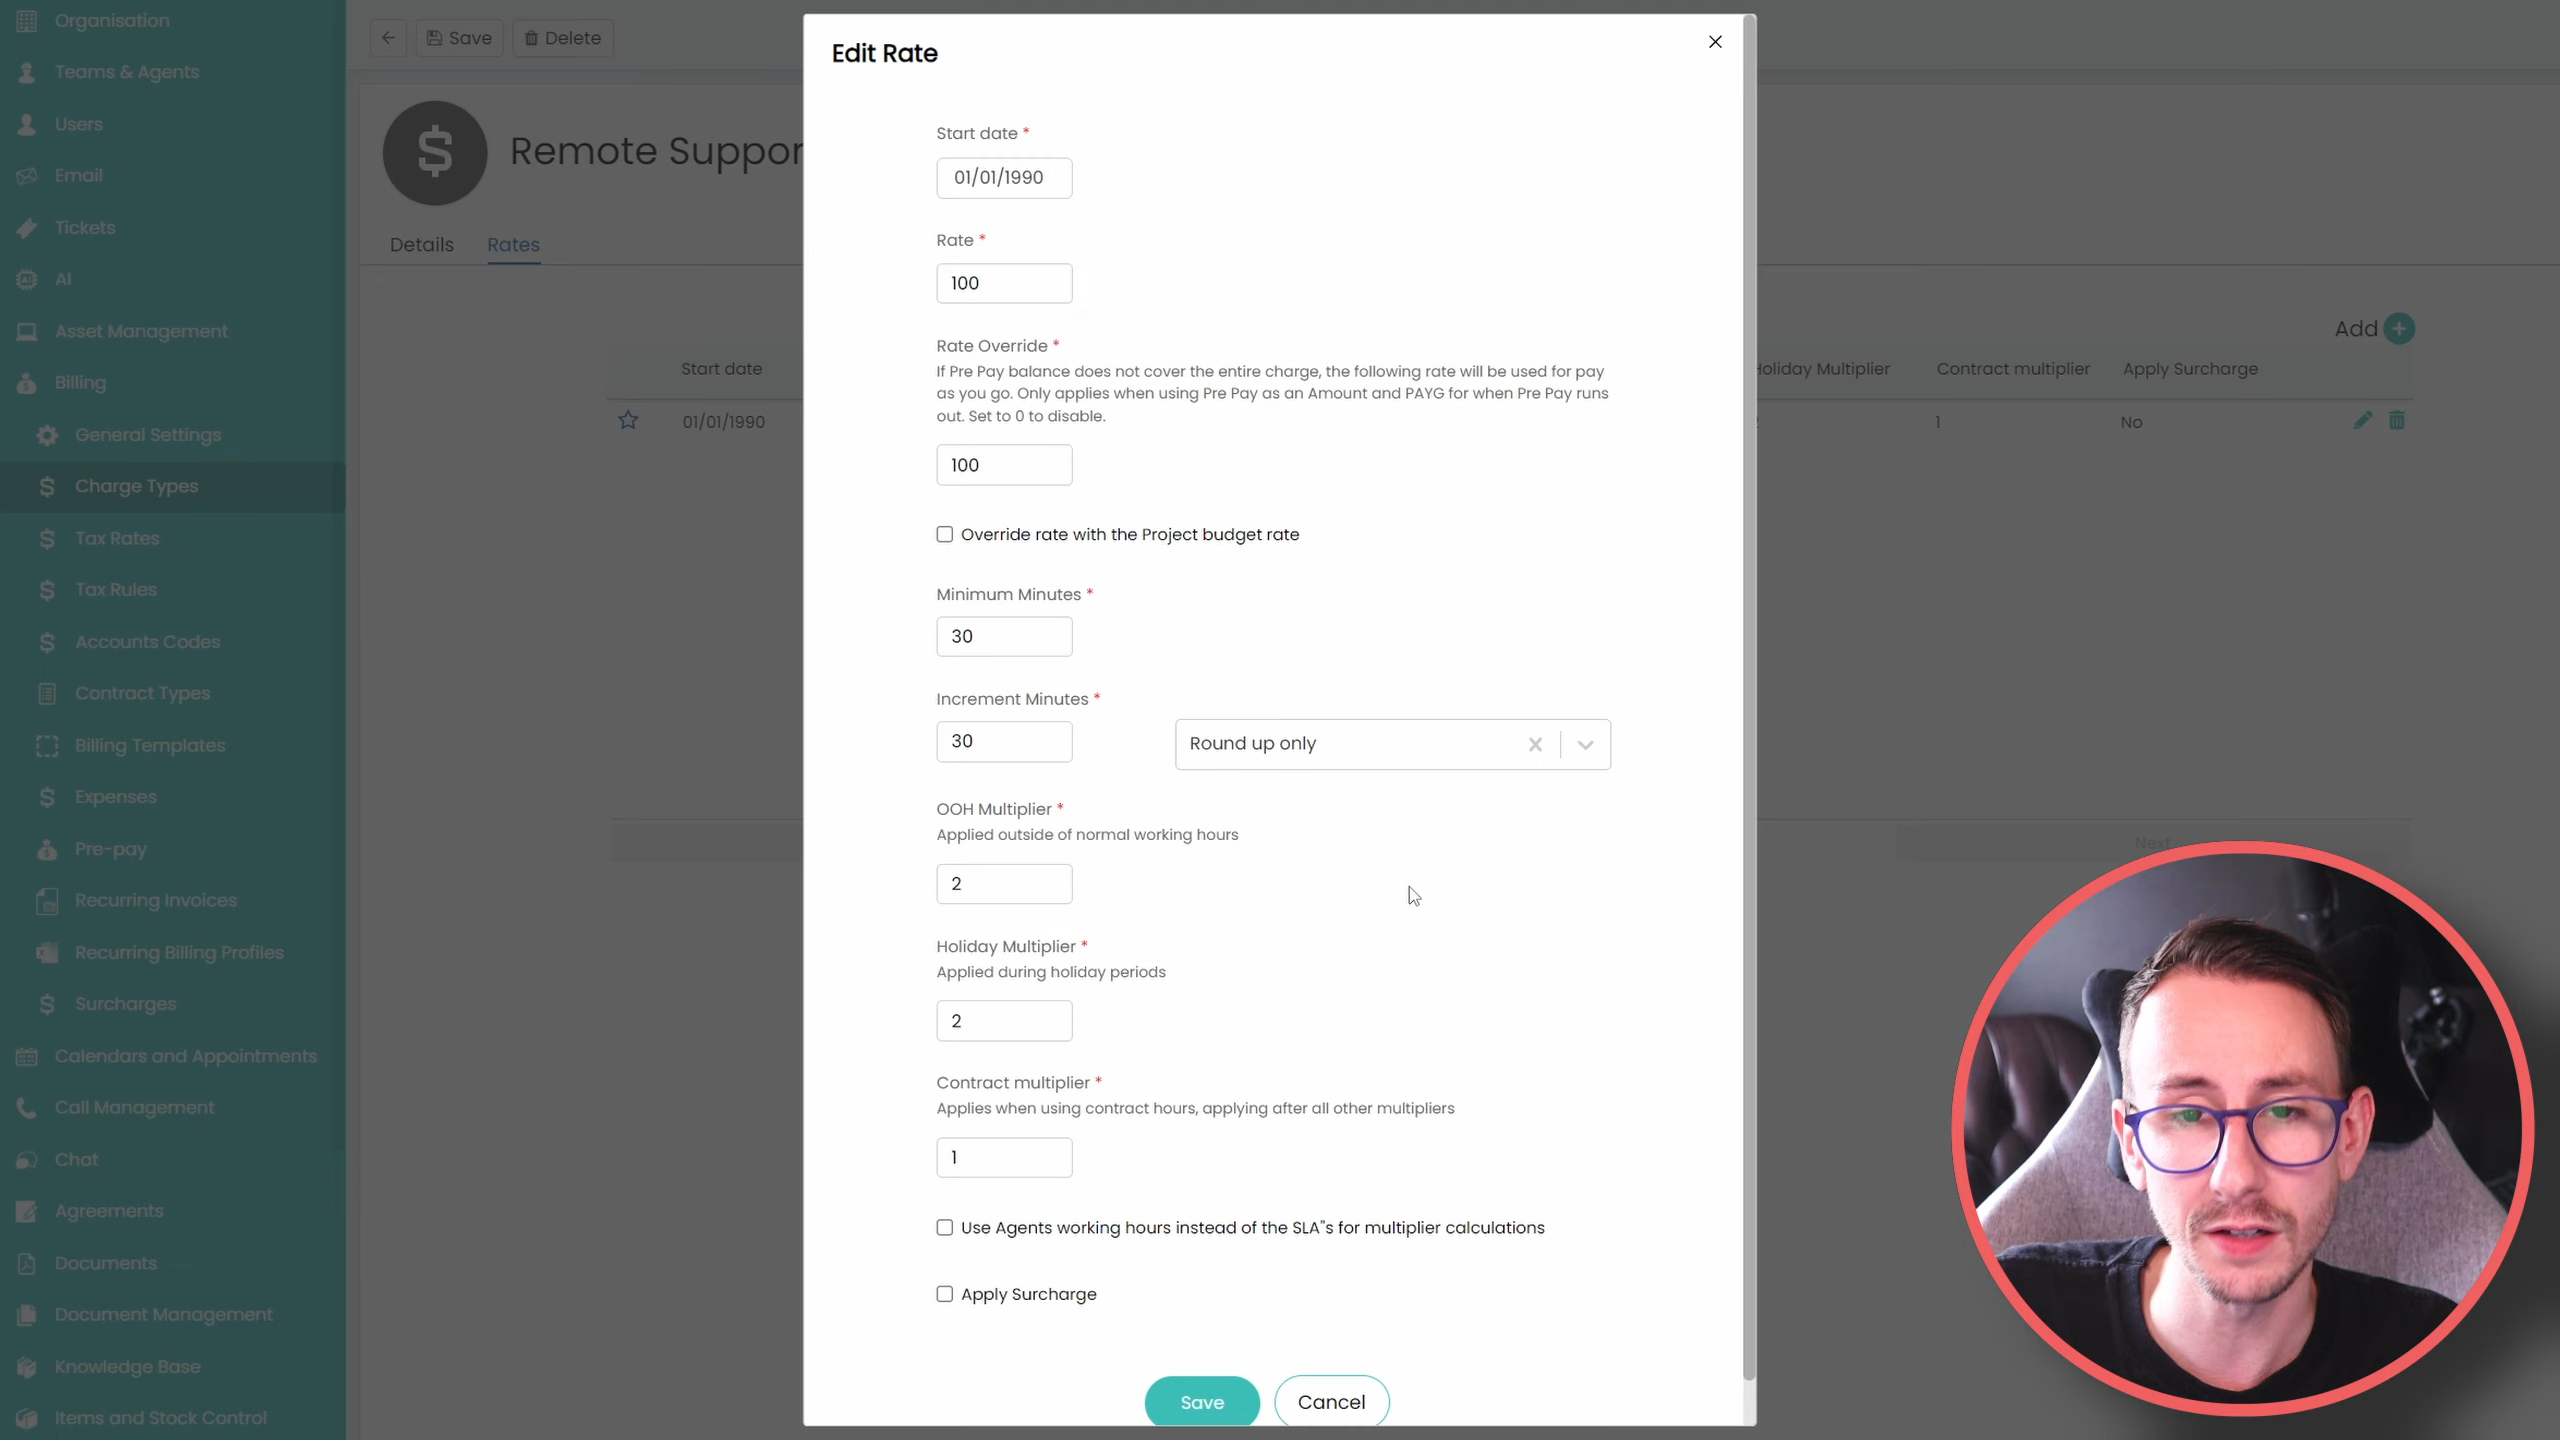 Organisation
Teams & Agents
Users
Email
Tickets
AI
Asset Management
Billing
General Settings
Charge Types
Tax Rates
Tax Rules
Accounts Codes
Contract Types
Billing Templates
Expenses
Pre-pay
Recurring Invoices
Recurring Billing Profiles
Surcharges
Calendars and Appointments
Call Management
Chat
Agreements
Documents
Document Management
Knowledge Base
Items and Stock Control
Save Delete
Remote Suppor
Details Rates
Start date
01/01/1990
Edit Rate
Start date *
01/01/1990
Rate *
100
Rate Override *
If Pre Pay balance does not cover the entire charge, the following rate will be used for pay
as you go. Only applies when using Pre Pay as an Amount and PAYG for when Pre Pay runs
out. Set to 0 to disable.
100
Override rate with the Project budget rate
Minimum Minutes *
30
Increment Minutes *
30 Round up only
OOH Multiplier *
Applied outside of normal working hours
2
Holiday Multiplier *
Applied during holiday periods
2
Contract multiplier *
Applies when using contract hours, applying after all other multipliers
1
Use Agents working hours instead of the SLA"s for multiplier calculations
Apply Surcharge
Save Cancel
Add
Holiday Multiplier Contract multiplier Apply Surcharge
1 No
Next